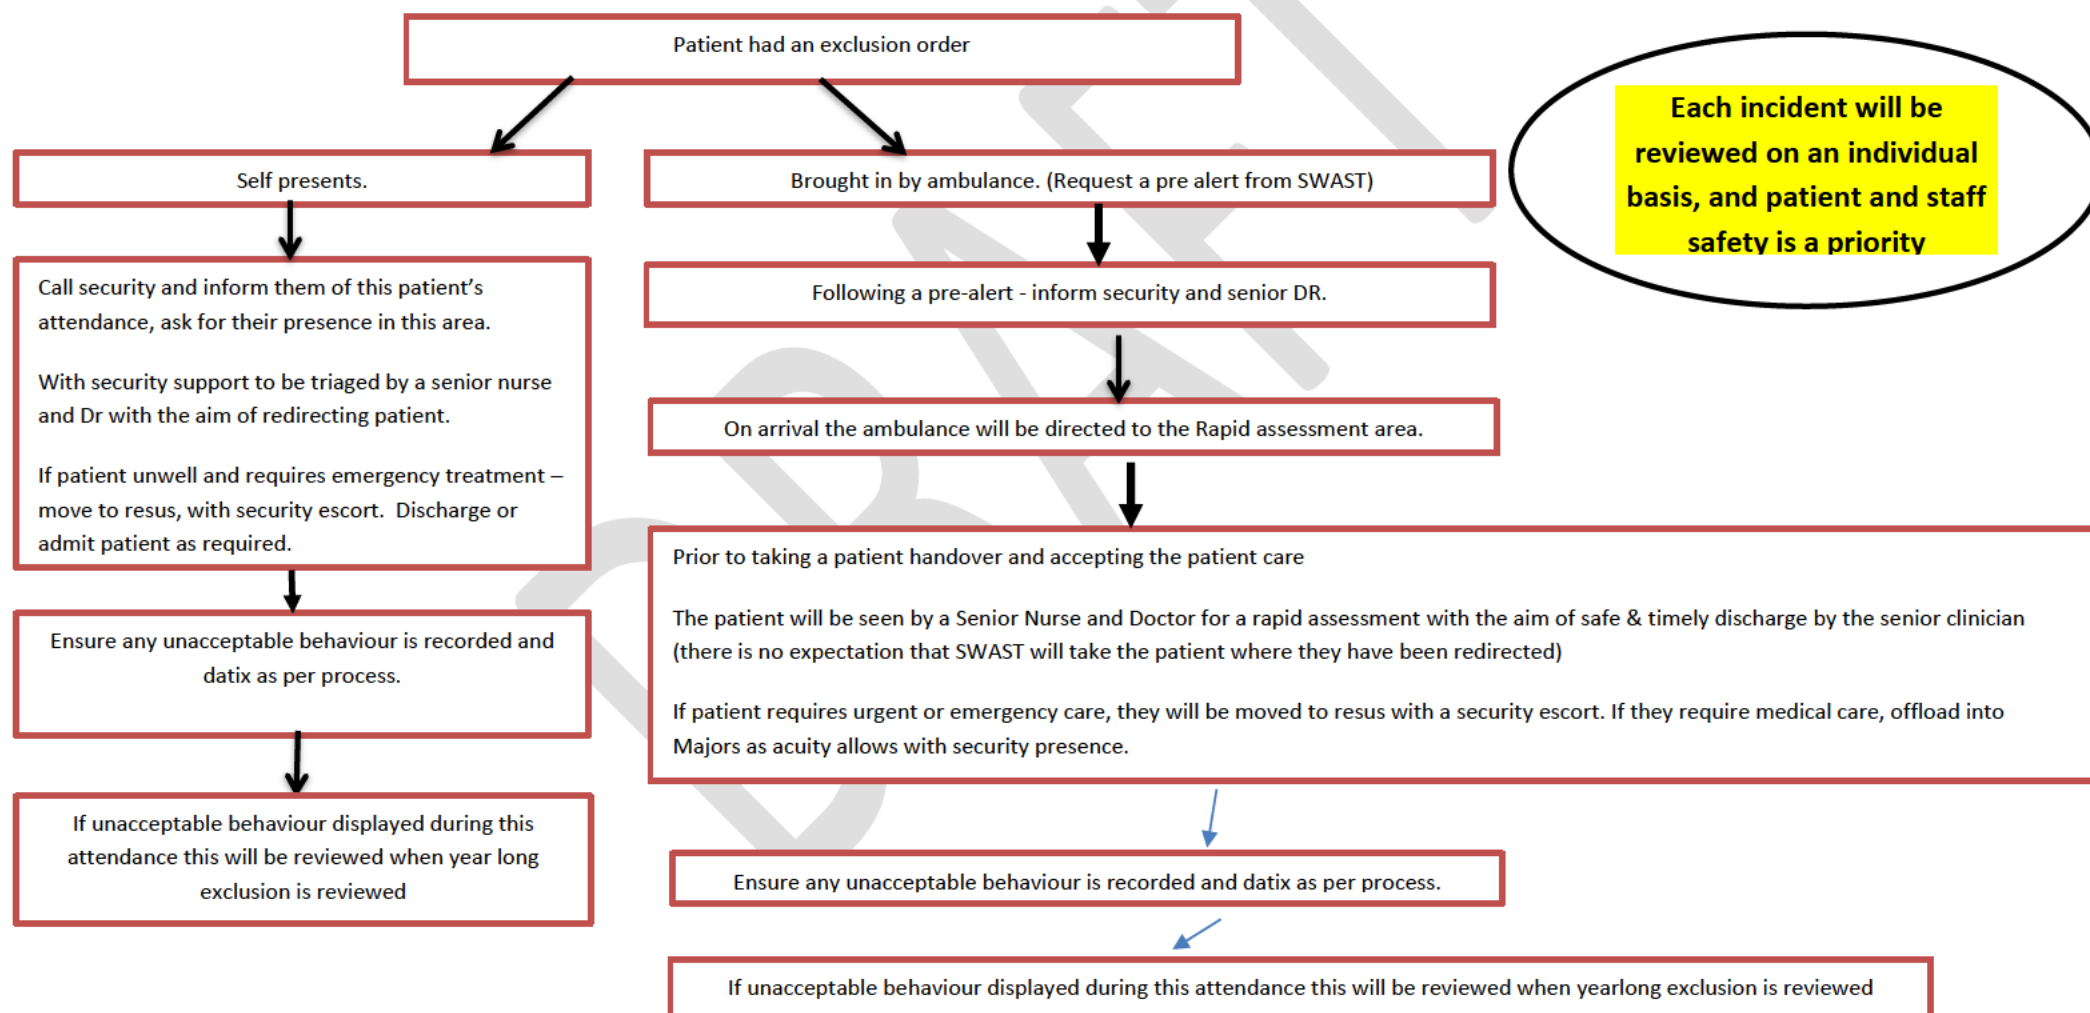 Patient had an exclusion order
Each incident will be
reviewed on an individual
basis, and patient and staff
safety is a priority
Self presents.
Call security and inform them of this patient's
attendance, ask for their presence in this area.
With security support to be triaged by a senior nurse
and Dr with the aim of redirecting patient.
If patient unwell and requires emergency treatment –
move to resus, with security escort.  Discharge or
admit patient as required.
Ensure any unacceptable behaviour is recorded and
datix as per process.
If unacceptable behaviour displayed during this
attendance this will be reviewed when year long
exclusion is reviewed
Brought in by ambulance. (Request a pre alert from SWAST)
Following a pre-alert - inform security and senior DR.
On arrival the ambulance will be directed to the Rapid assessment area.
Prior to taking a patient handover and accepting the patient care
The patient will be seen by a Senior Nurse and Doctor for a rapid assessment with the aim of safe & timely discharge by the senior clinician
(there is no expectation that SWAST will take the patient where they have been redirected)
If patient requires urgent or emergency care, they will be moved to resus with a security escort. If they require medical care, offload into
Majors as acuity allows with security presence.
Ensure any unacceptable behaviour is recorded and datix as per process.
If unacceptable behaviour displayed during this attendance this will be reviewed when yearlong exclusion is reviewed
DRAFT